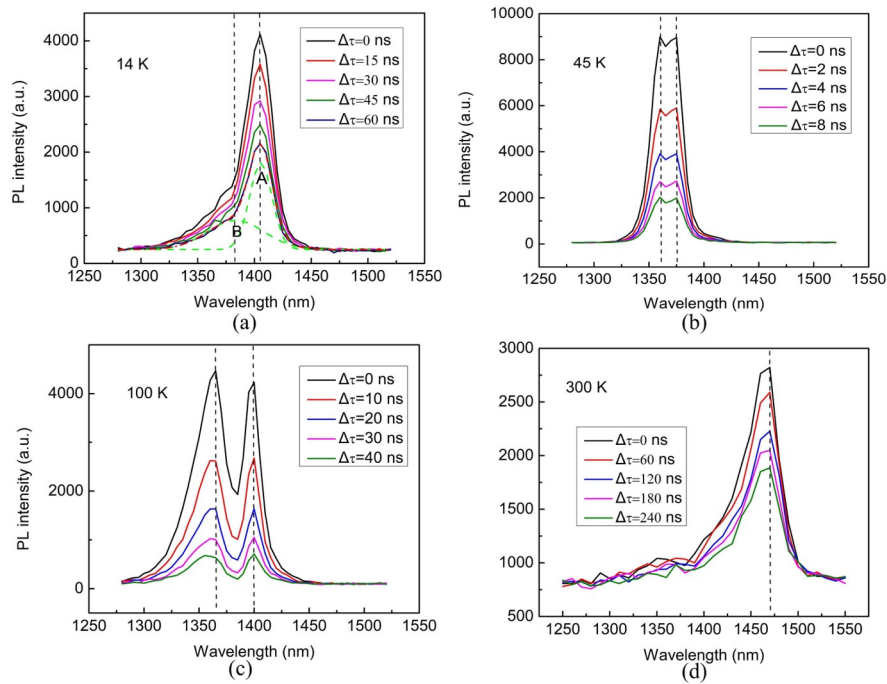 14 K
Δτ=0 ns
Δτ=15 ns
Δτ=30 ns
Δτ=45 ns
Δτ=60 ns
A
B
PL intensity (a.u.)
4000
3000
2000
1000
0
1250 1300 1350 1400 1450 1500 1550
Wavelength (nm)
(a)
45 K
Δτ=0 ns
Δτ=2 ns
Δτ=4 ns
Δτ=6 ns
Δτ=8 ns
PL intensity (a.u.)
10000
8000
6000
4000
2000
0
1250 1300 1350 1400 1450 1500 1550
Wavelength (nm)
(b)
100 K
Δτ=0 ns
Δτ=10 ns
Δτ=20 ns
Δτ=30 ns
Δτ=40 ns
PL intensity (a.u.)
4000
2000
0
1250 1300 1350 1400 1450 1500 1550
Wavelength (nm)
(c)
300 K
Δτ=0 ns
Δτ=60 ns
Δτ=120 ns
Δτ=180 ns
Δτ=240 ns
PL intensity (a.u.)
3000
2500
2000
1500
1000
500
1250 1300 1350 1400 1450 1500 1550
Wavelength (nm)
(d)